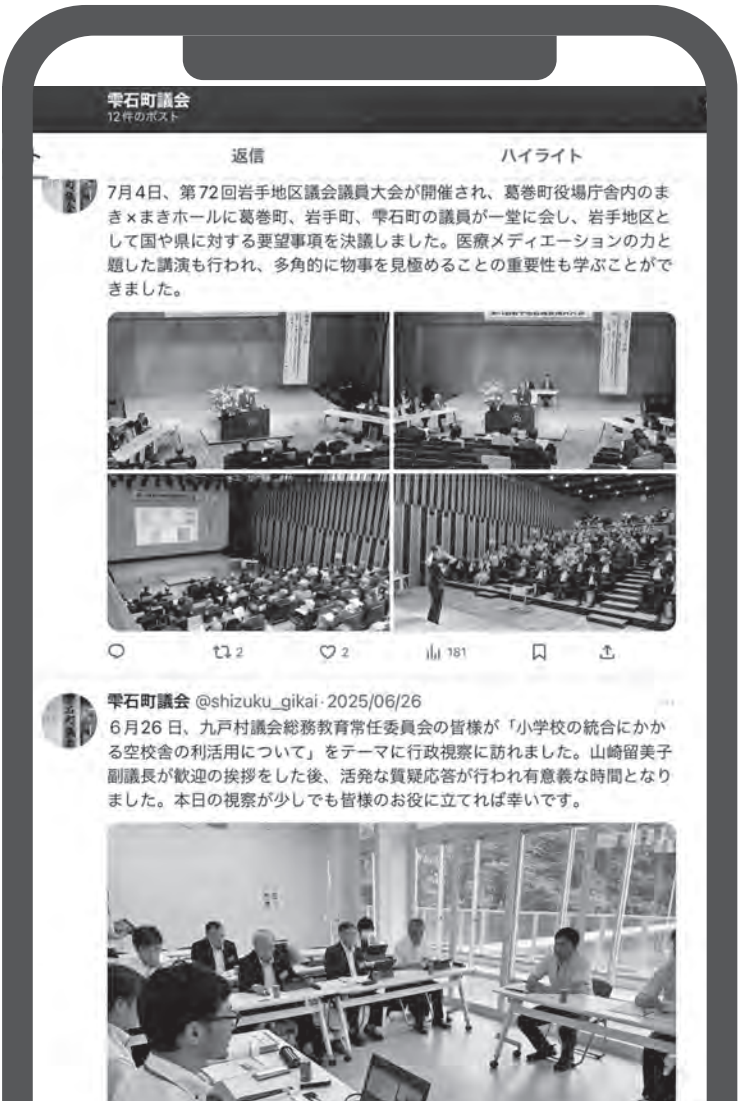 雫石町議会
12件のポスト
返信
ハイライト
7月4日、第72回岩手地区議会議員大会が開催され、葛巻町役場庁舎内のま
き×まきホールに葛巻町、岩手町、雫石町の議員が一堂に会し、岩手地区と
して国や県に対する要望事項を決議しました。医療メディエーションの力と
題した講演も行われ、多角的に物事を見極めることの重要性も学ぶことがで
きました。
2
2
181
雫石町議会 @shizuku_gikai·2025/06/26
6月26日、九戸村議会総務教育常任委員会の皆様が「小学校の統合にかか
る空校舎の利活用について」をテーマに行政視察に訪れました。山崎留美子
副議長が歓迎の挨拶をした後、活発な質疑応答が行われ有意義な時間となり
ました。本日の視察が少しでも皆様のお役に立てれば幸いです。